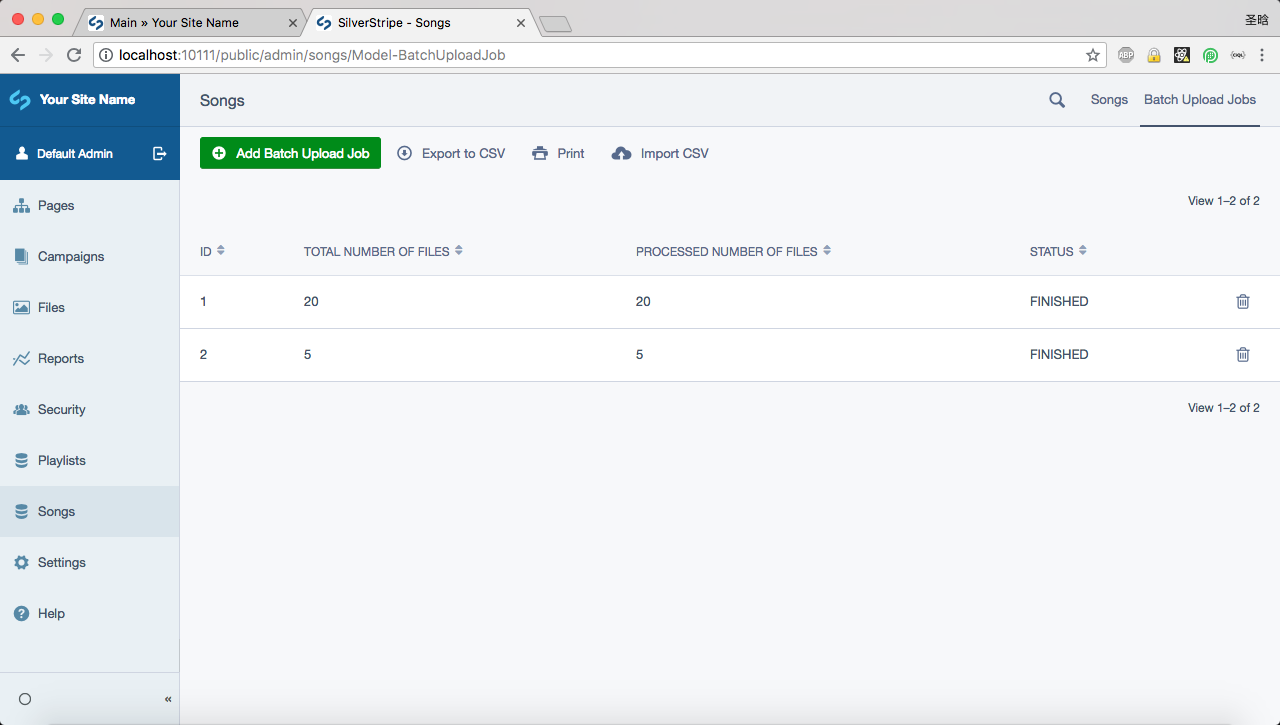 Main » Your Site Name
SilverStripe - Songs
圣晗
localhost:10111/public/admin/songs/Model-BatchUploadJob
ABP
Your Site Name
Songs
Songs
Batch Upload Jobs
Default Admin
Add Batch Upload Job
Export to CSV
Print
Import CSV
Pages
View 1–2 of 2
Campaigns
ID
TOTAL NUMBER OF FILES
PROCESSED NUMBER OF FILES
STATUS
Files
1
20
20
FINISHED
Reports
2
5
5
FINISHED
Security
View 1–2 of 2
Playlists
Songs
Settings
Help
«